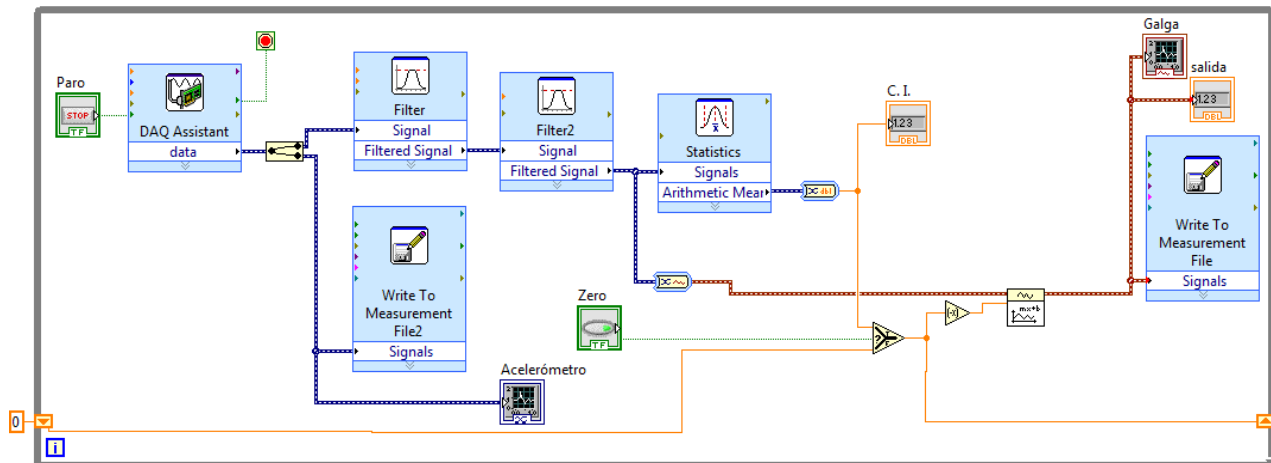 Paro
STOP
TF
DAQ Assistant
data
Filter
Signal
Filtered Signal
Filter2
Signal
Filtered Signal
Statistics
Signals
Arithmetic Mear
C. I.
1.23
DBL
Galga
salida
1.23
DBL
Write To
Measurement
File
Signals
Write To
Measurement
File2
Signals
Zero
TF
mx+b
Acelerómetro
0
i